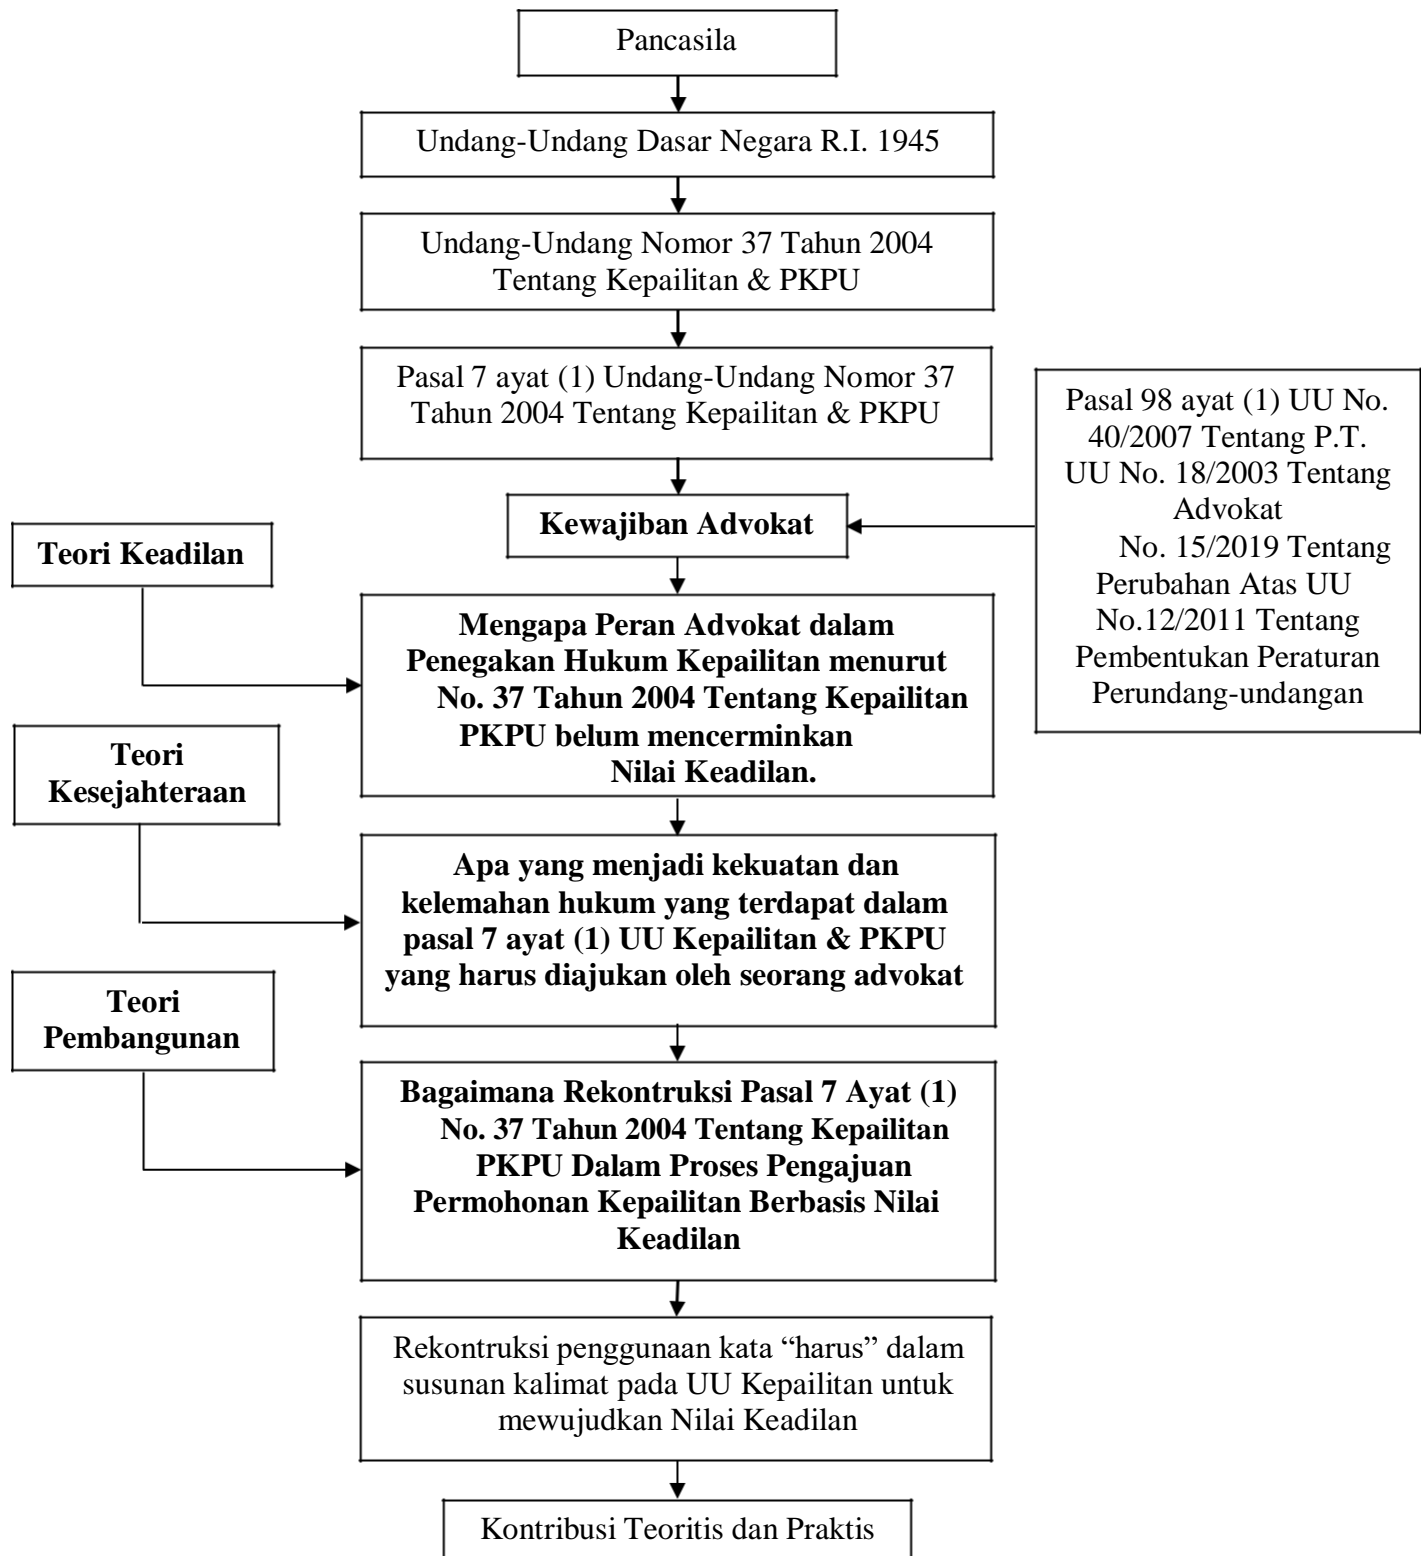 Pancasila
Undang-Undang Dasar Negara R.I. 1945
Undang-Undang Nomor 37 Tahun 2004
Tentang Kepailitan & PKPU
Pasal 7 ayat (1) Undang-Undang Nomor 37
Tahun 2004 Tentang Kepailitan & PKPU
Pasal 98 ayat (1) UU No.
40/2007 Tentang P.T.
UU No. 18/2003 Tentang
Advokat
No. 15/2019 Tentang
Perubahan Atas UU
No.12/2011 Tentang
Pembentukan Peraturan
Perundang-undangan
Kewajiban Advokat
Teori Keadilan
Mengapa Peran Advokat dalam
Penegakan Hukum Kepailitan menurut
No. 37 Tahun 2004 Tentang Kepailitan
PKPU belum mencerminkan
Nilai Keadilan.
Teori
Kesejahteraan
Apa yang menjadi kekuatan dan
kelemahan hukum yang terdapat dalam
pasal 7 ayat (1) UU Kepailitan & PKPU
yang harus diajukan oleh seorang advokat
Teori
Pembangunan
Bagaimana Rekontruksi Pasal 7 Ayat (1)
No. 37 Tahun 2004 Tentang Kepailitan
PKPU Dalam Proses Pengajuan
Permohonan Kepailitan Berbasis Nilai
Keadilan
Rekontruksi penggunaan kata “harus” dalam
susunan kalimat pada UU Kepailitan untuk
mewujudkan Nilai Keadilan
Kontribusi Teoritis dan Praktis